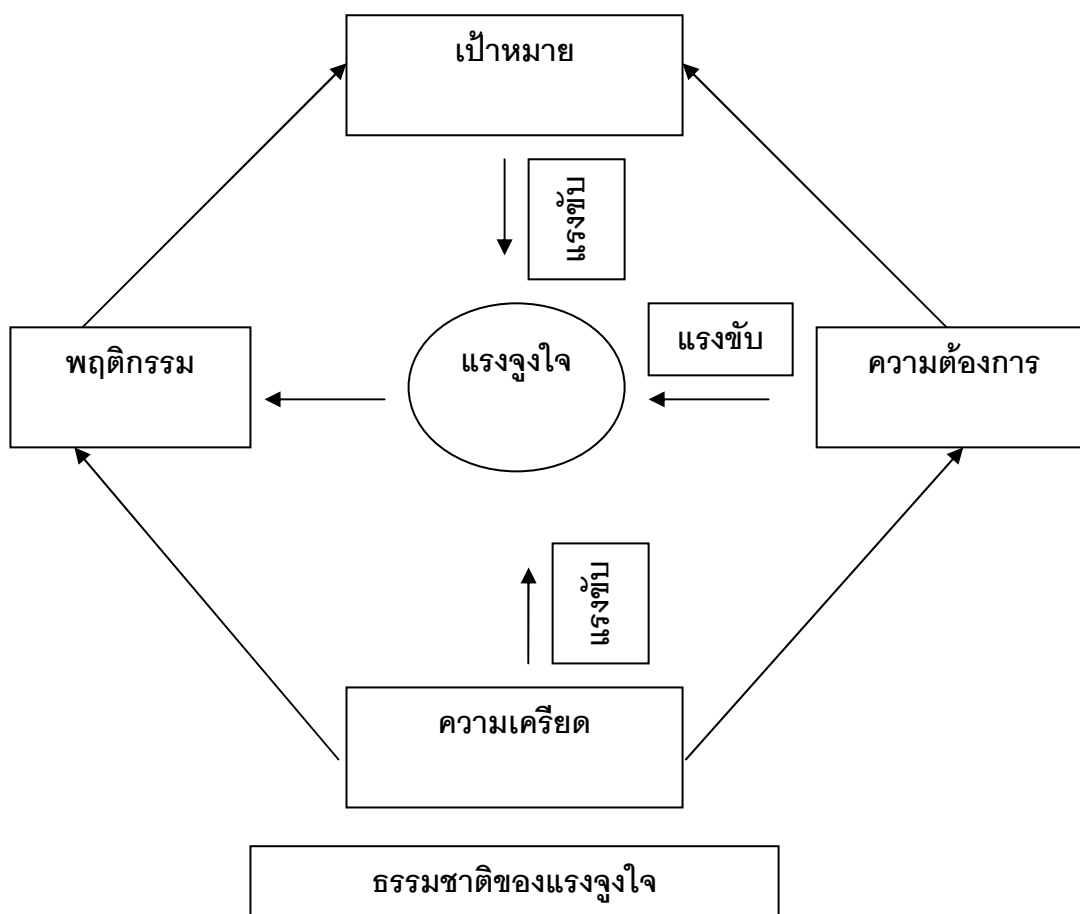 เป้าหมาย
แรงขับ
พฤติกรรม
แรงจูงใจ
แรงขับ
ความต้องการ
แรงขับ
ความเครียด
ธรรมชาติของแรงจูงใจ